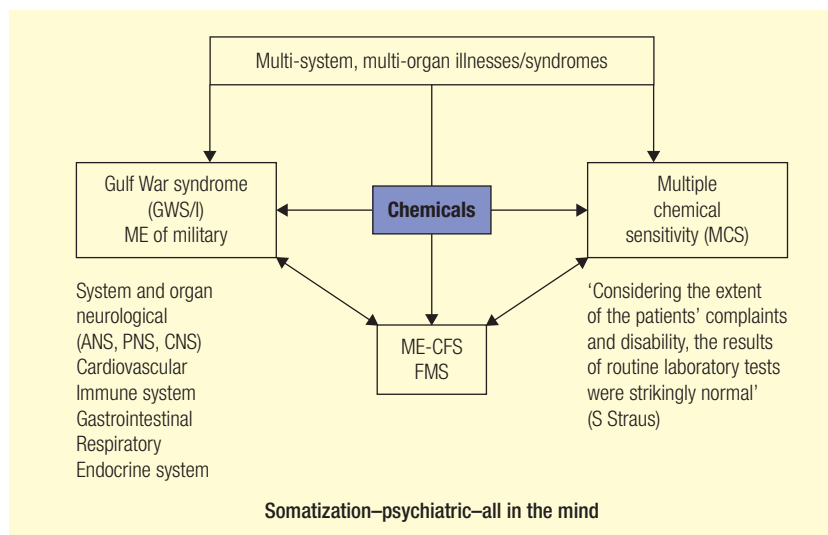 Multi-system, multi-organ illnesses/syndromes
Gulf War syndrome
(GWS/I)
ME of military
Chemicals
Multiple
chemical
sensitivity (MCS)
System and organ
neurological
(ANS, PNS, CNS)
Cardiovascular
Immune system
Gastrointestinal
Respiratory
Endocrine system
ME-CFS
FMS
‘Considering the extent
of the patients’ complaints
and disability, the results
of routine laboratory tests
were strikingly normal’
(S Straus)
Somatization–psychiatric–all in the mind